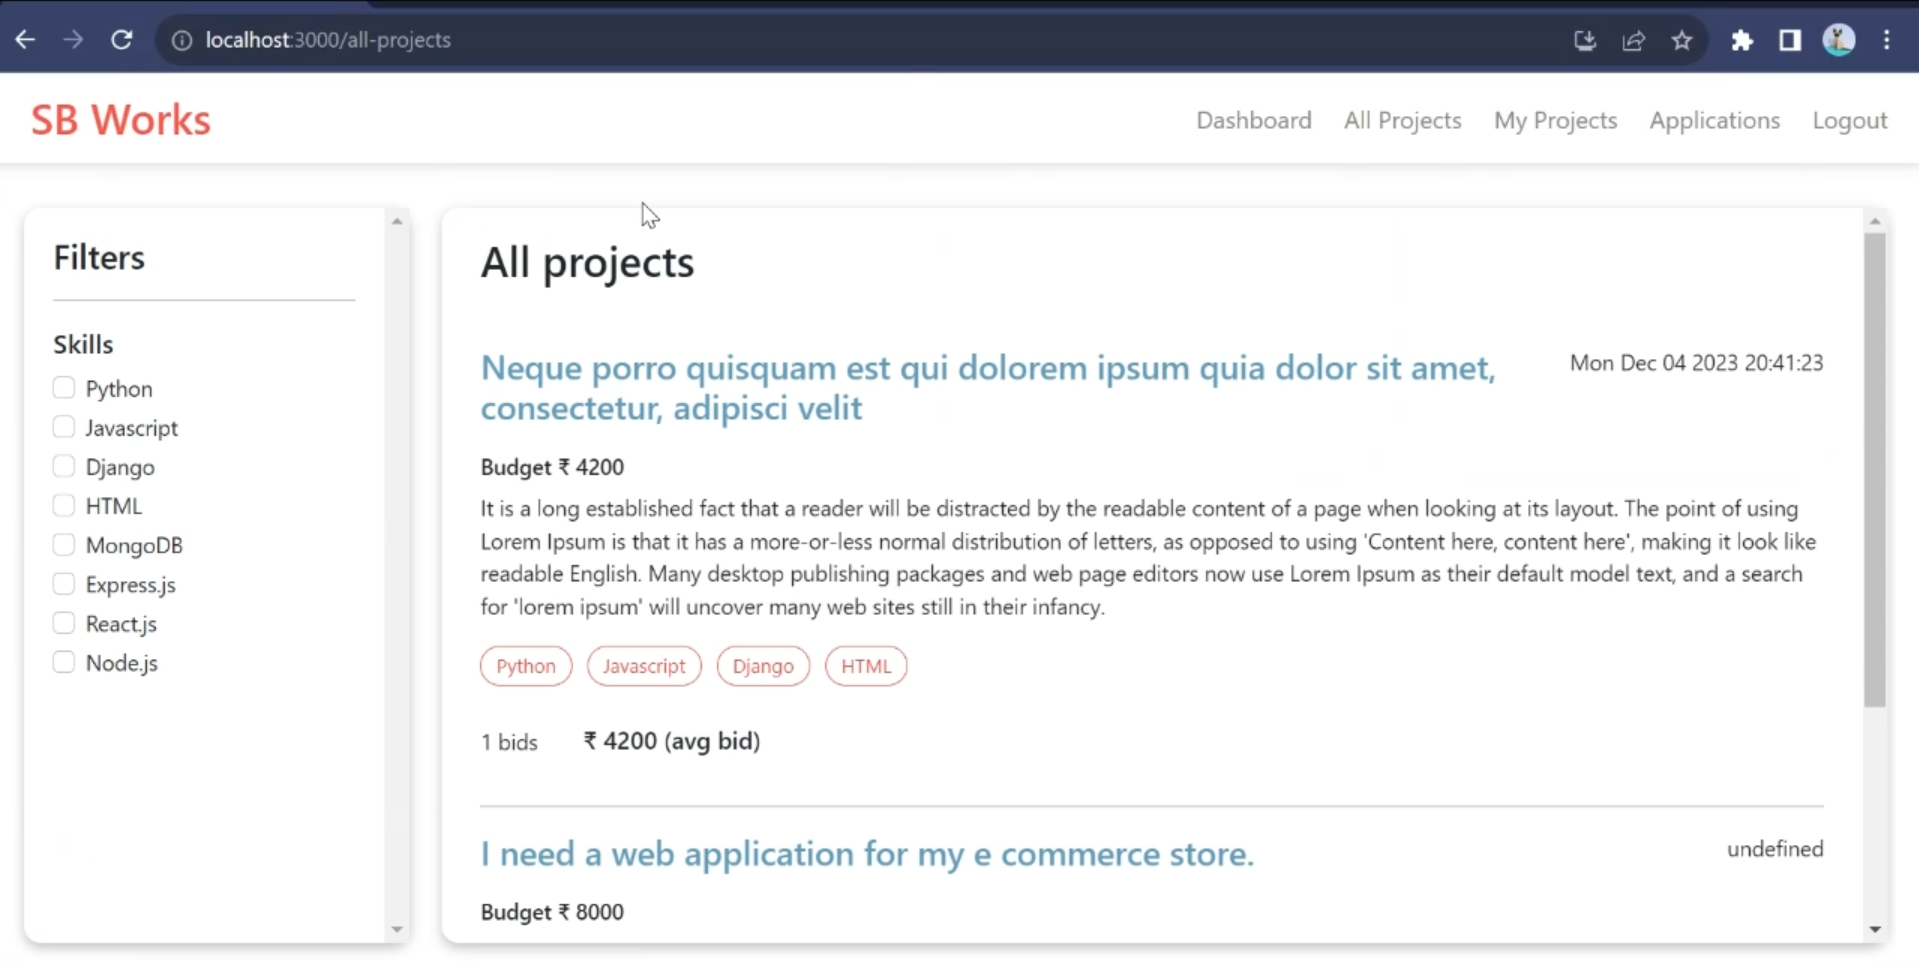 localhost:3000/all-projects
SB Works
Dashboard All Projects My Projects Applications Logout
Filters
Skills
Python
Javascript
Django
HTML
MongoDB
Express.js
React.js
Node.js
All projects
Neque porro quisquam est qui dolorem ipsum quia dolor sit amet,
consectetur, adipisci velit
Mon Dec 04 2023 20:41:23
Budget ₹ 4200
It is a long established fact that a reader will be distracted by the readable content of a page when looking at its layout. The point of using
Lorem Ipsum is that it has a more-or-less normal distribution of letters, as opposed to using 'Content here, content here', making it look like
readable English. Many desktop publishing packages and web page editors now use Lorem Ipsum as their default model text, and a search
for 'lorem ipsum' will uncover many web sites still in their infancy.
Python Javascript Django HTML
1 bids ₹ 4200 (avg bid)
I need a web application for my e commerce store.
undefined
Budget ₹ 8000